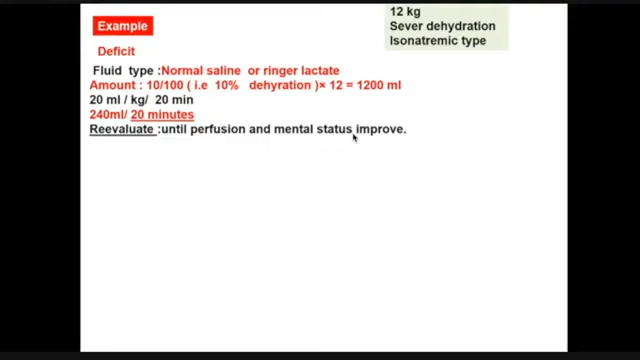 Example
12 kg
Sever dehydration
Isonatremic type
Deficit
Fluid type :Normal saline or ringer lactate
Amount : 10/100 ( i.e 10% dehyration )× 12 = 1200 ml
20 ml / kg/ 20 min
240ml/ 20 minutes
Reevaluate :until perfusion and mental status improve.